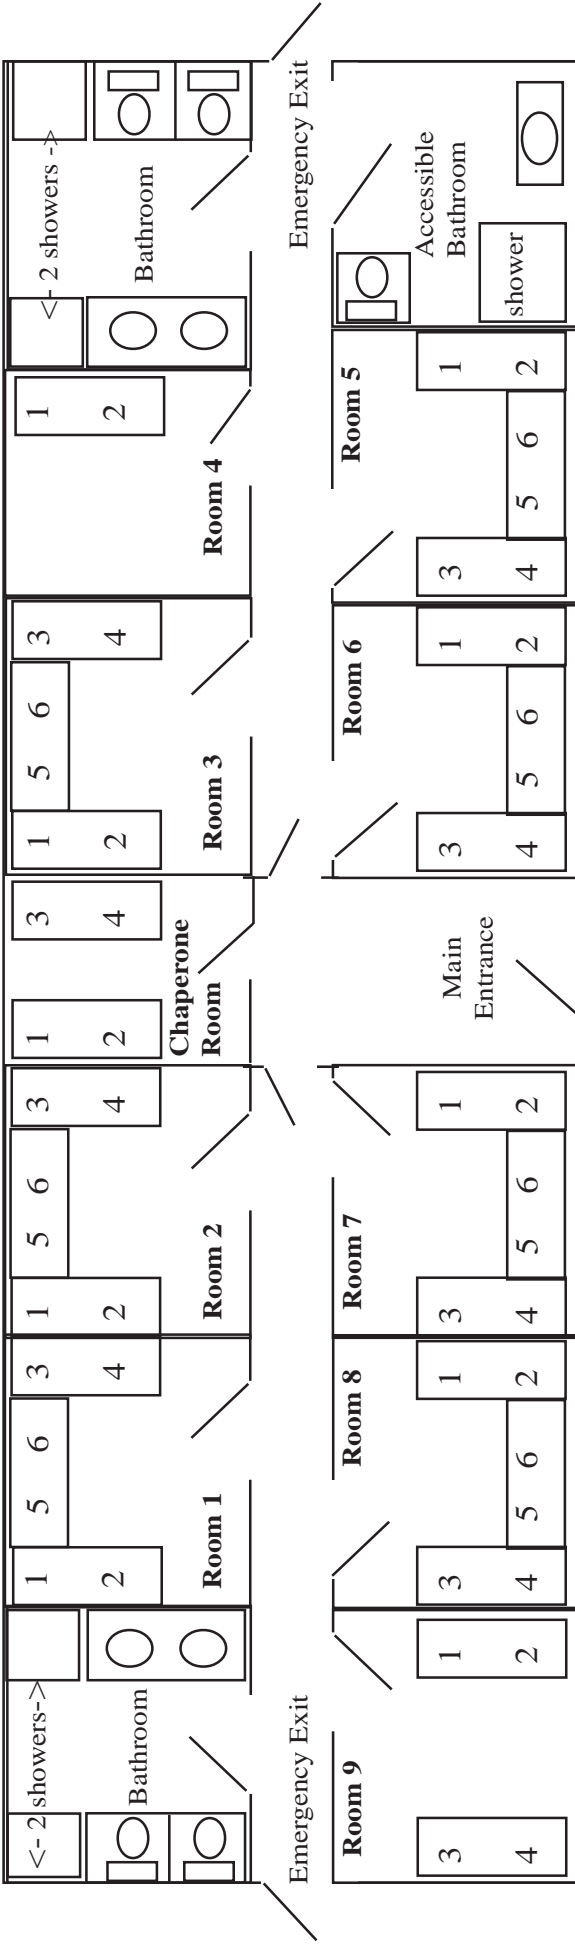 <- 2 showers->
Bathroom
1
2
5 6
3
4
Room 1
1
2
5 6
3
4
Room 2
1
2
3
4
Chaperone
Room
1
2
5 6
3
4
Room 3
1
2
Room 4
<- 2 showers ->
Bathroom
Emergency Exit
Emergency Exit
Room 9
3
4
1
2
Room 8
3
4
5 6
1
2
Room 7
3
4
5 6
1
2
Main
Entrance
Room 6
3
4
5 6
1
2
Room 5
3
4
5 6
1
2
Accessible
Bathroom
shower